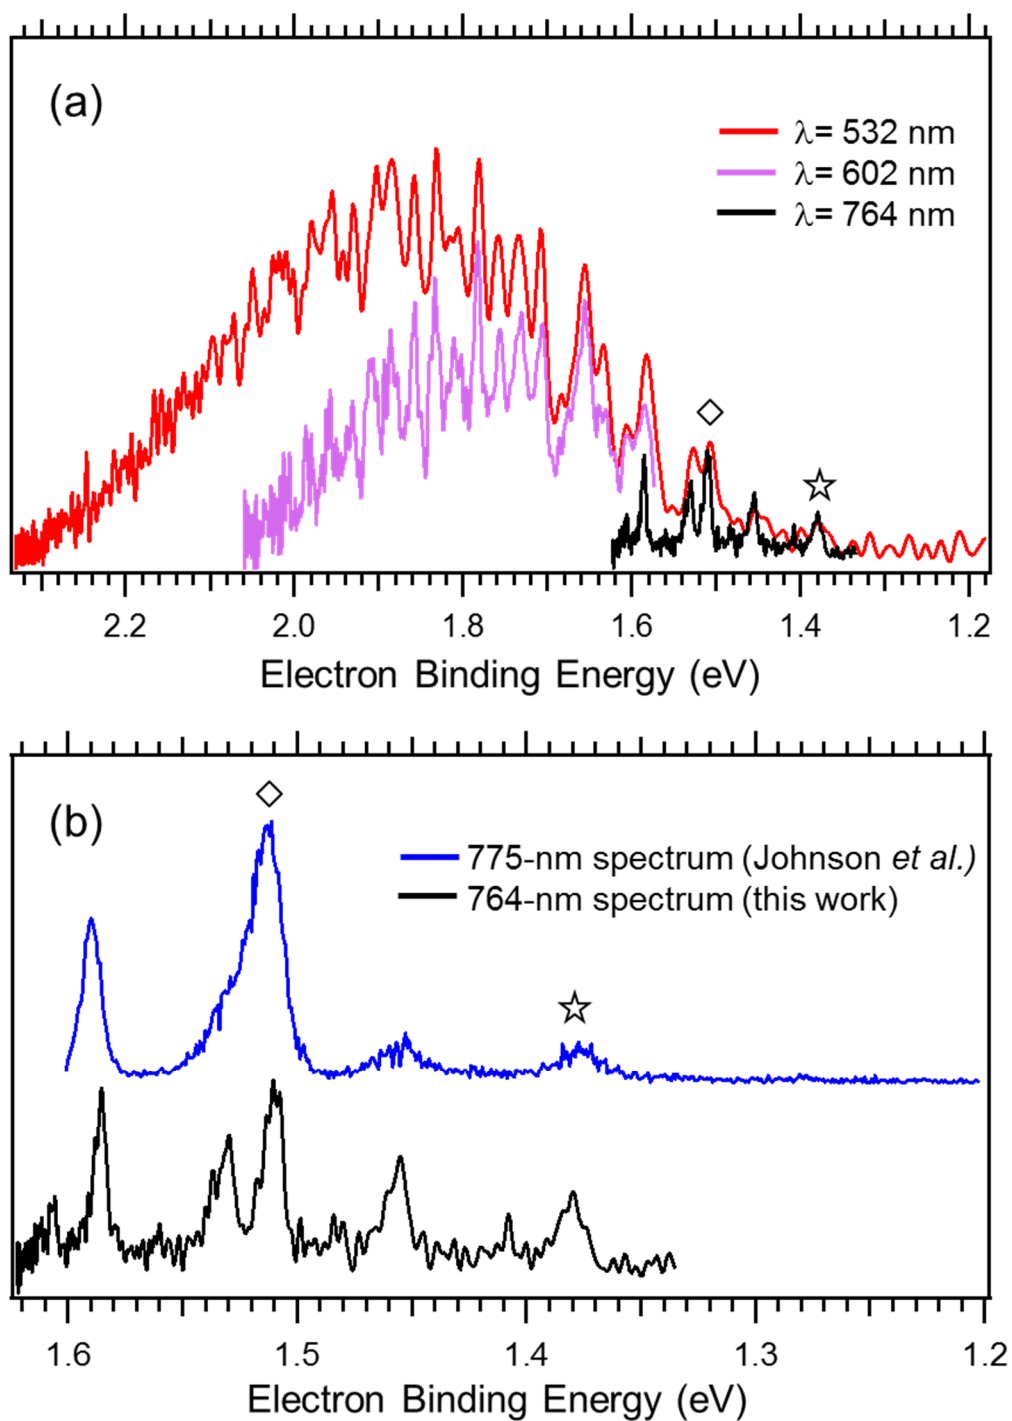 (a)
λ= 532 nm
λ= 602 nm
λ= 764 nm
2.2 2.0 1.8 1.6 1.4 1.2
Electron Binding Energy (eV)
(b)
775-nm spectrum (Johnson et al.)
764-nm spectrum (this work)
1.6 1.5 1.4 1.3 1.2
Electron Binding Energy (eV)